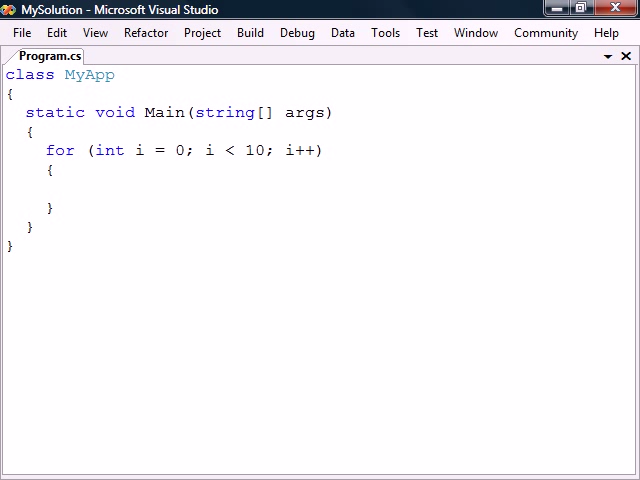 MySolution - Microsoft Visual Studio
File Edit View Refactor Project Build Debug Data Tools Test Window Community Help
Program.cs
class MyApp
{
static void Main(string[] args)
{
for (int i = 0; i < 10; i++)
{
}
}
}